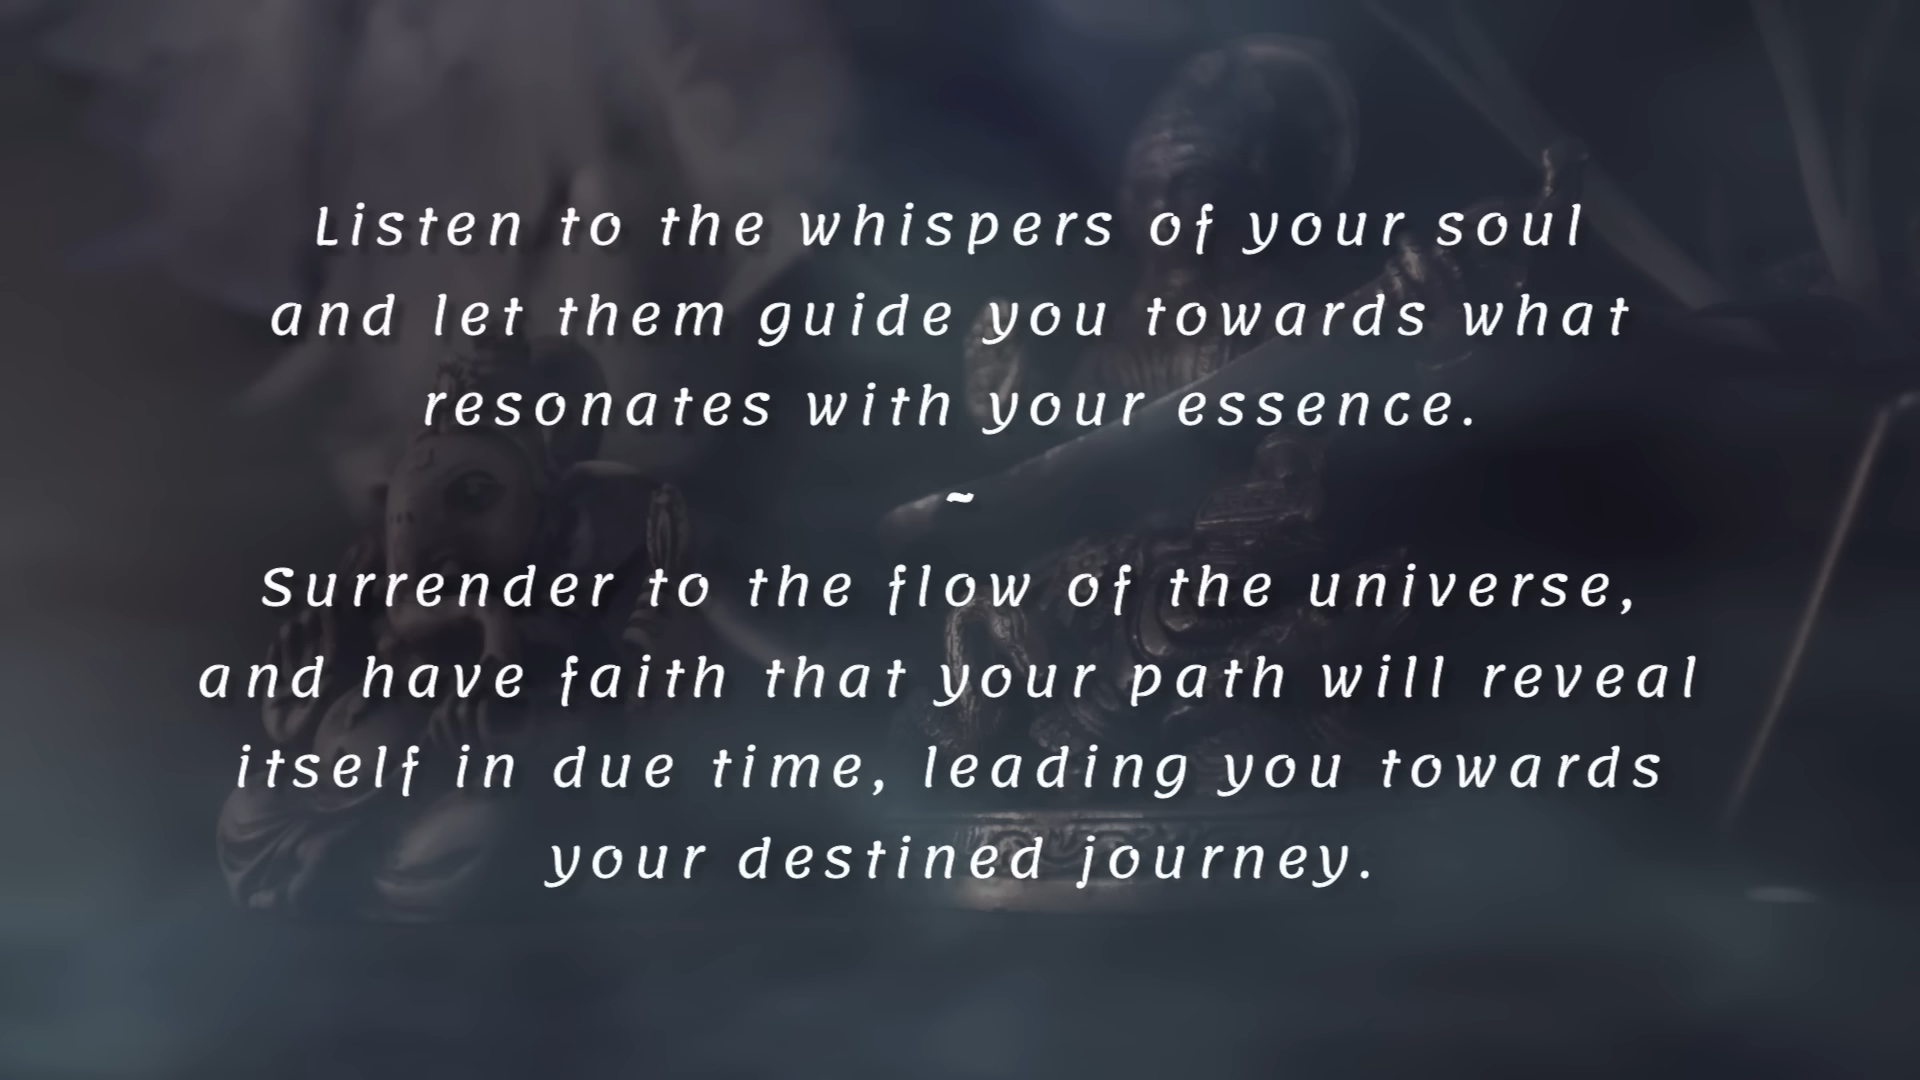 Listen to the whispers of your soul
and let them guide you towards what
resonates with your essence.
~
Surrender to the flow of the universe,
and have faith that your path will reveal
itself in due time, leading you towards
your destined journey.